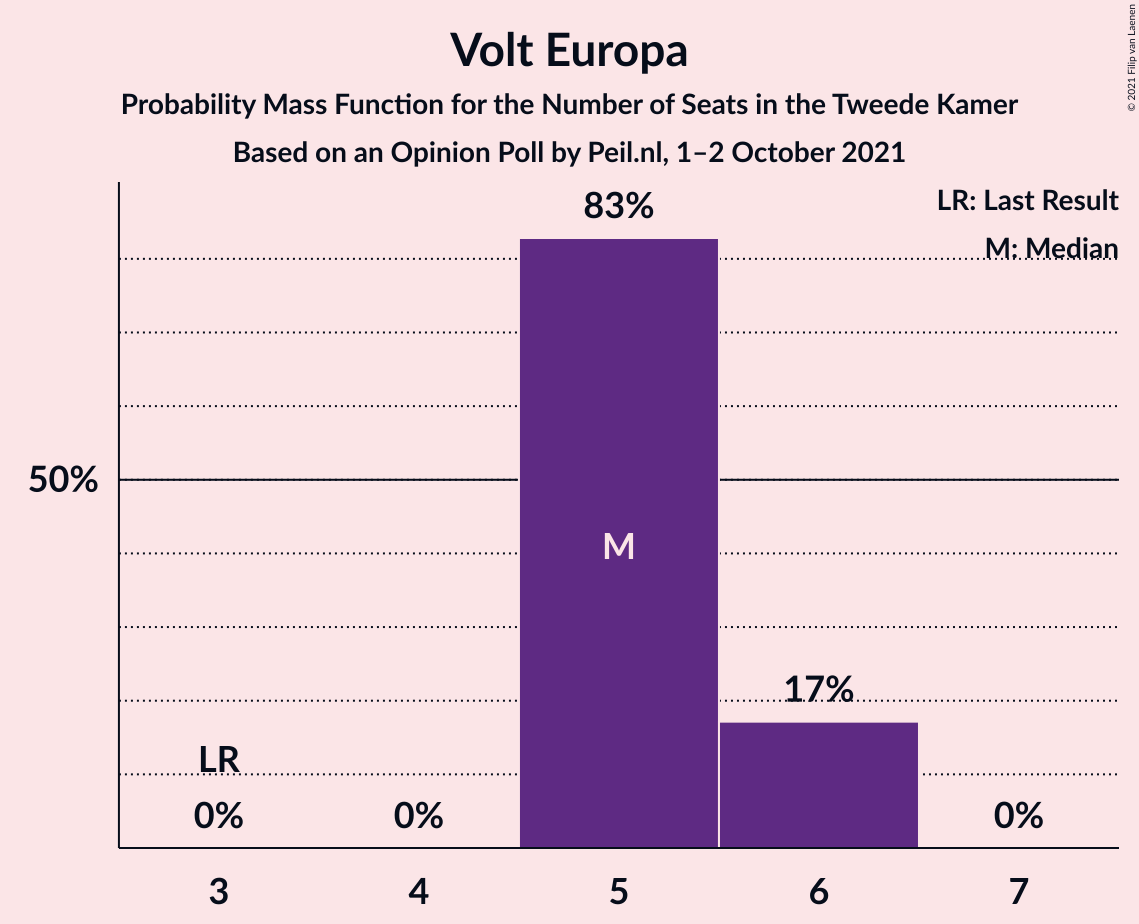 Volt Europa
Probability Mass Function for the Number of Seats in the Tweede Kamer
Based on an Opinion Poll by Peil.nl, 1–2 October 2021
© 2021 Filip van Laenen
LR: Last Result
M: Median
83%
50%
M
17%
LR
0%
0%
0%
3 4 5 6 7